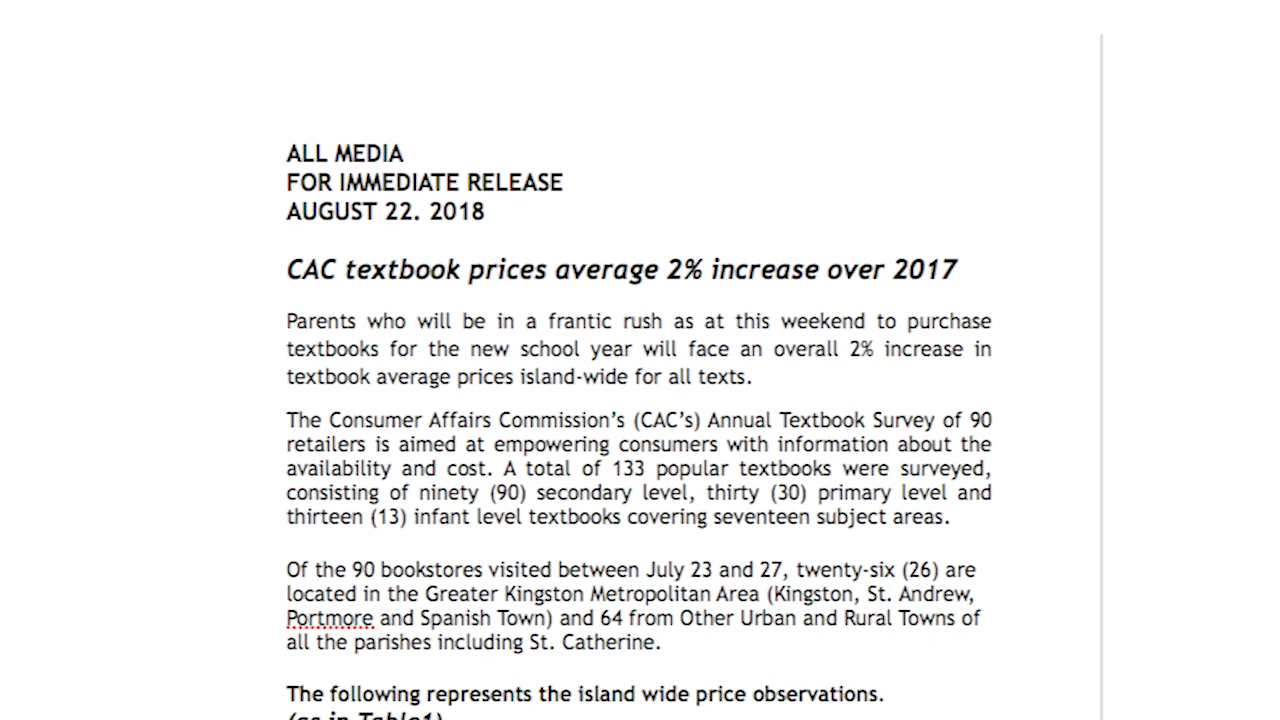 ALL MEDIA
FOR IMMEDIATE RELEASE
AUGUST 22. 2018
CAC textbook prices average 2% increase over 2017
Parents who will be in a frantic rush as at this weekend to purchase
textbooks for the new school year will face an overall 2% increase in
textbook average prices island-wide for all texts.
The Consumer Affairs Commission’s (CAC’s) Annual Textbook Survey of 90
retailers is aimed at empowering consumers with information about the
availability and cost. A total of 133 popular textbooks were surveyed,
consisting of ninety (90) secondary level, thirty (30) primary level and
thirteen (13) infant level textbooks covering seventeen subject areas.
Of the 90 bookstores visited between July 23 and 27, twenty-six (26) are
located in the Greater Kingston Metropolitan Area (Kingston, St. Andrew,
Portmore and Spanish Town) and 64 from Other Urban and Rural Towns of
all the parishes including St. Catherine.
The following represents the island wide price observations.
(as in Table1)